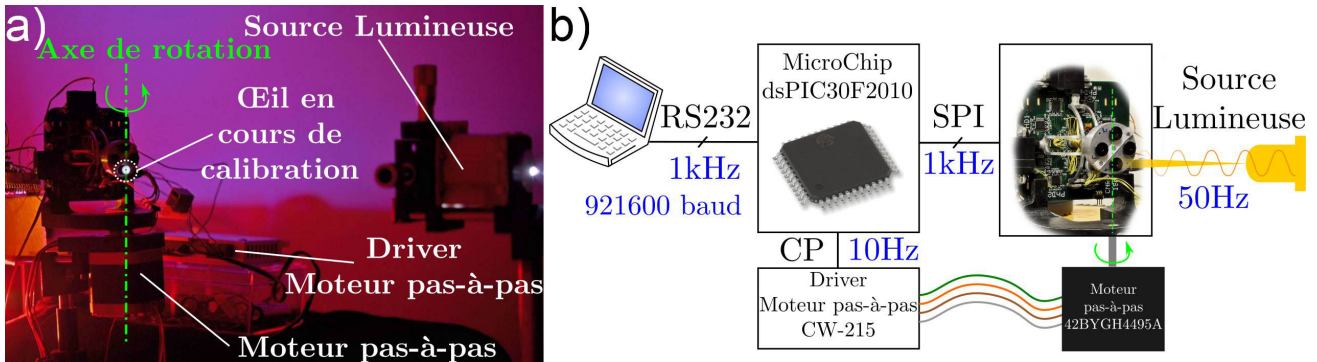 a)
Source Lumineuse
Axe de rotation
Œil en
cours de
calibration
Driver
Moteur pas-à-pas
Moteur pas-à-pas
b)
MicroChip
dsPIC30F2010
RS232
1kHz
921600 baud
SPI
1kHz
Source
Lumineuse
50Hz
CP
10Hz
Driver
Moteur pas-à-pas
CW-215
Moteur
pas-à-pas
42BYGH4495A